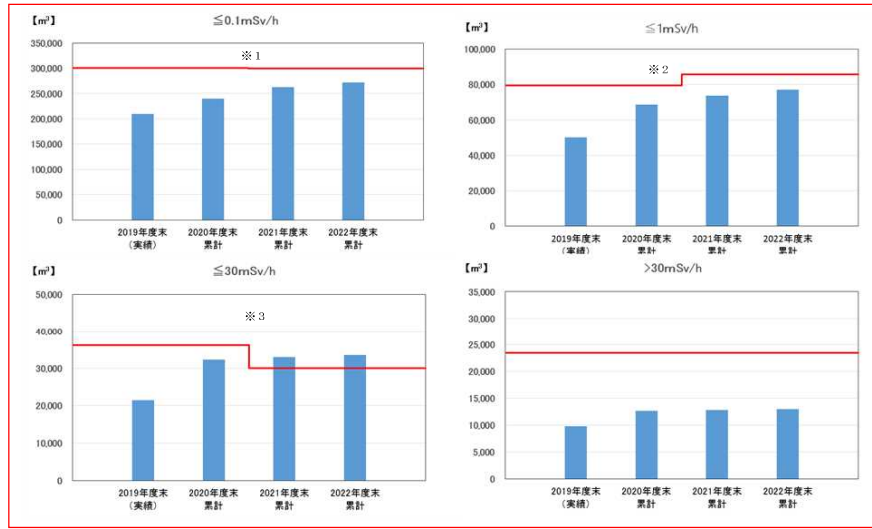 【m³】
≦0.1mSv/h
350,000
300,000
250,000
200,000
150,000
100,000
50,000
0
※1
2019年度末
(実績)
2020年度末
累計
2021年度末
累計
2022年度末
累計
【m³】
≦1mSv/h
100,000
80,000
60,000
40,000
20,000
0
※2
2019年度末
(実績)
2020年度末
累計
2021年度末
累計
2022年度末
累計
【m³】
≦30mSv/h
50,000
40,000
30,000
20,000
10,000
0
※3
2019年度末
(実績)
2020年度末
累計
2021年度末
累計
2022年度末
累計
【m³】
>30mSv/h
35,000
30,000
25,000
20,000
15,000
10,000
5,000
0
2019年度末
(実績)
2020年度末
累計
2021年度末
累計
2022年度末
累計